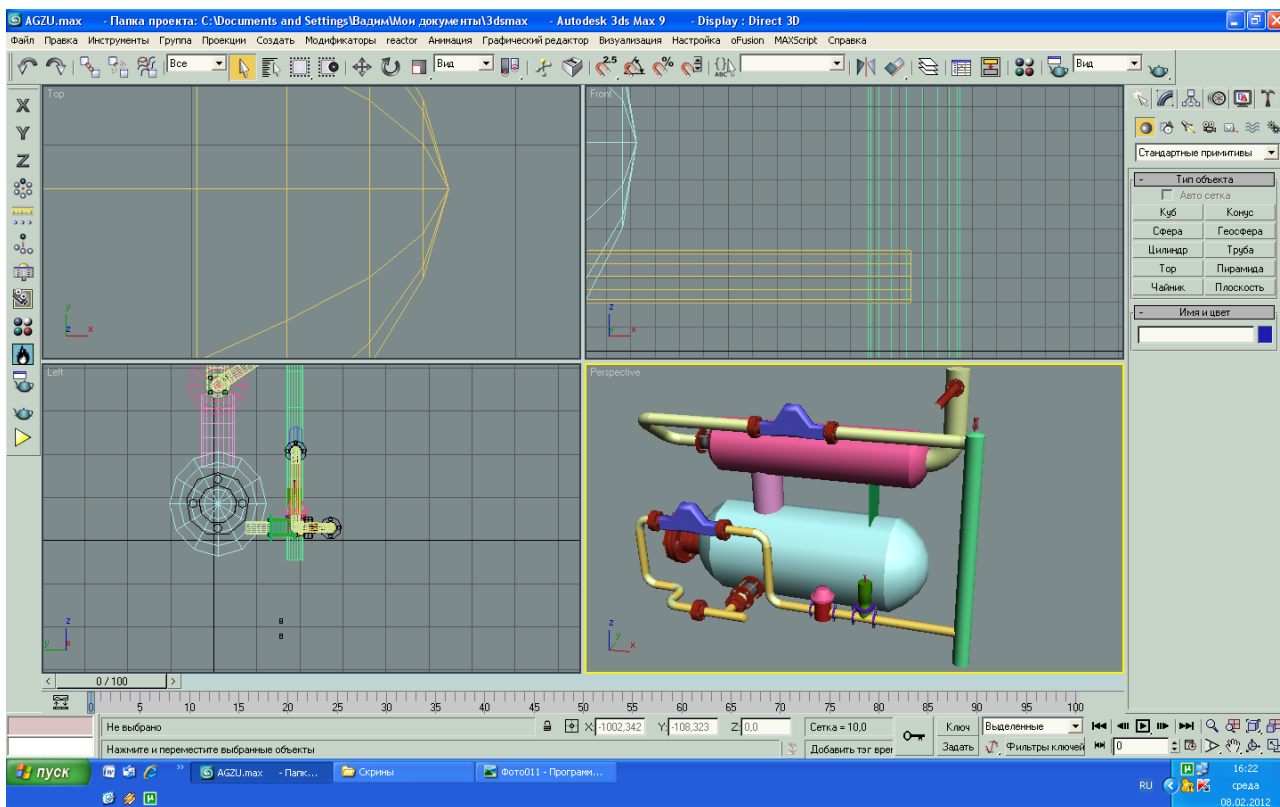 AGZU.max - Папка проекта: C:\Documents and Settings\Вадим\Мои документы\3dsmax - Autodesk 3ds Max 9 - Display : Direct 3D
Файл Правка Инструменты Группа Проекции Создать Модификаторы reactor Анимация Графический редактор Визуализация Настройка oFusion MAXScript Справка
Все Вид 2.5 % ABC Вид
X
Y
Z
Top
Front
Left
Perspective
y z x
z x
z y x
z y x
Стандартные примитивы
- Тип объекта
Авто сетка
Куб Конус
Сфера Геосфера
Цилиндр Труба
Тор Пирамида
Чайник Плоскость
- Имя и цвет
< 0 / 100 >
0 5 10 15 20 25 30 35 40 45 50 55 60 65 70 75 80 85 90 95 100
Не выбрано X: -1002,342 Y: -108,323 Z: 0,0 Сетка = 10,0 Ключ Выделенные
Нажмите и переместите выбранные объекты Добавить тэг врем Задать Фильтры ключей 0
пуск » AGZU.max - Папк... Скрины Фото011 - Программ... RU 16:22
среда
08.02.2012